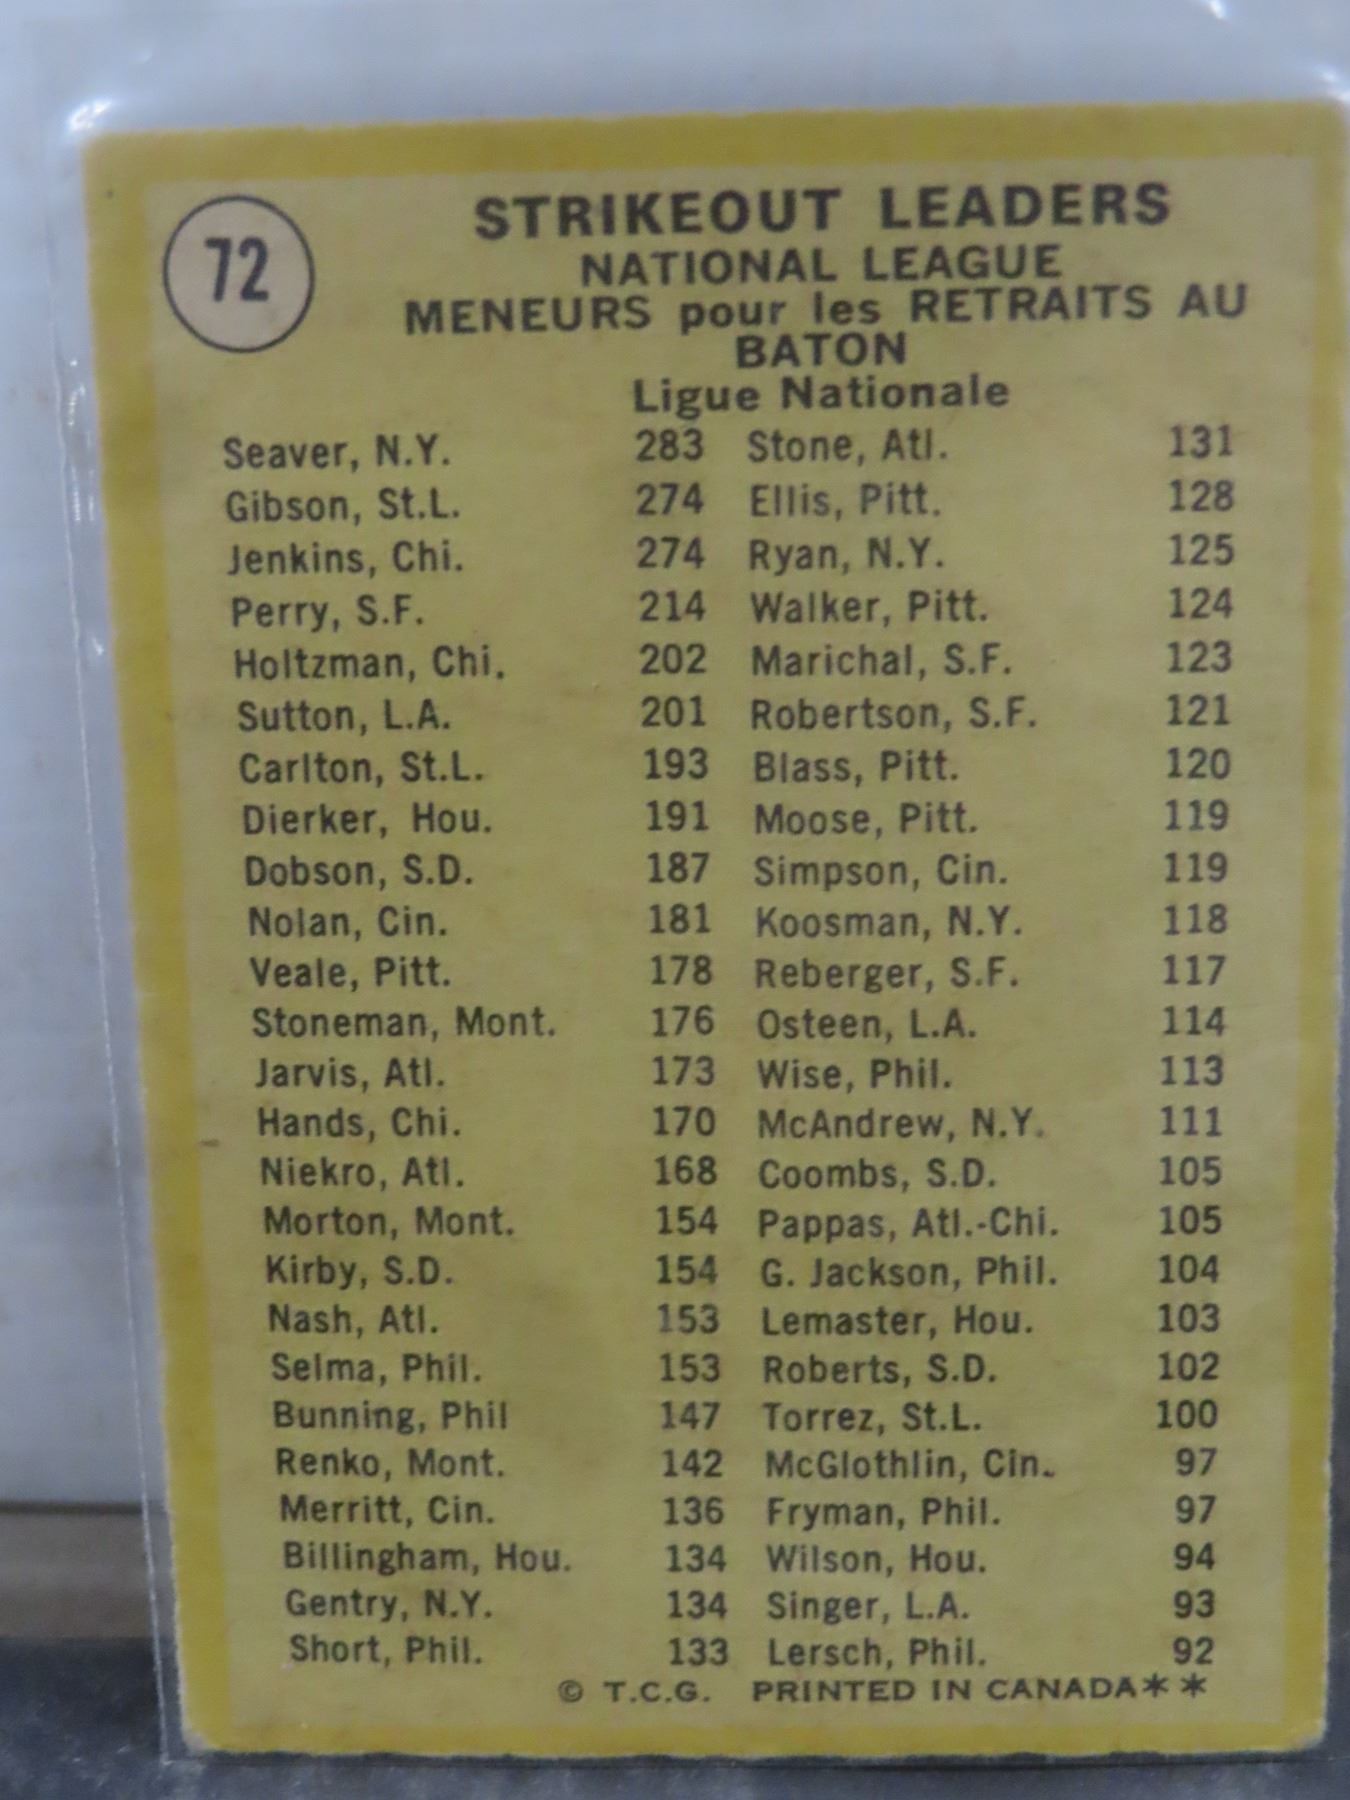 72
STRIKEOUT LEADERS
NATIONAL LEAGUE
MENEURS pour les RETRAITS AU
BATON
Ligue Nationale
Seaver, N.Y. 283 Stone, Atl. 131
Gibson, St.L. 274 Ellis, Pitt. 128
Jenkins, Chi. 274 Ryan, N.Y. 125
Perry, S.F. 214 Walker, Pitt. 124
Holtzman, Chi. 202 Marichal, S.F. 123
Sutton, L.A. 201 Robertson, S.F. 121
Carlton, St.L. 193 Blass, Pitt. 120
Dierker, Hou. 191 Moose, Pitt. 119
Dobson, S.D. 187 Simpson, Cin. 119
Nolan, Cin. 181 Koosman, N.Y. 118
Veale, Pitt. 178 Reberger, S.F. 117
Stoneman, Mont. 176 Osteen, L.A. 114
Jarvis, Atl. 173 Wise, Phil. 113
Hands, Chi. 170 McAndrew, N.Y. 111
Niekro, Atl. 168 Coombs, S.D. 105
Morton, Mont. 154 Pappas, Atl.-Chi. 105
Kirby, S.D. 154 G. Jackson, Phil. 104
Nash, Atl. 153 Lemaster, Hou. 103
Selma, Phil. 153 Roberts, S.D. 102
Bunning, Phil 147 Torrez, St.L. 100
Renko, Mont. 142 McGlothlin, Cin. 97
Merritt, Cin. 136 Fryman, Phil. 97
Billingham, Hou. 134 Wilson, Hou. 94
Gentry, N.Y. 134 Singer, L.A. 93
Short, Phil. 133 Lersch, Phil. 92
© T.C.G. PRINTED IN CANADA**